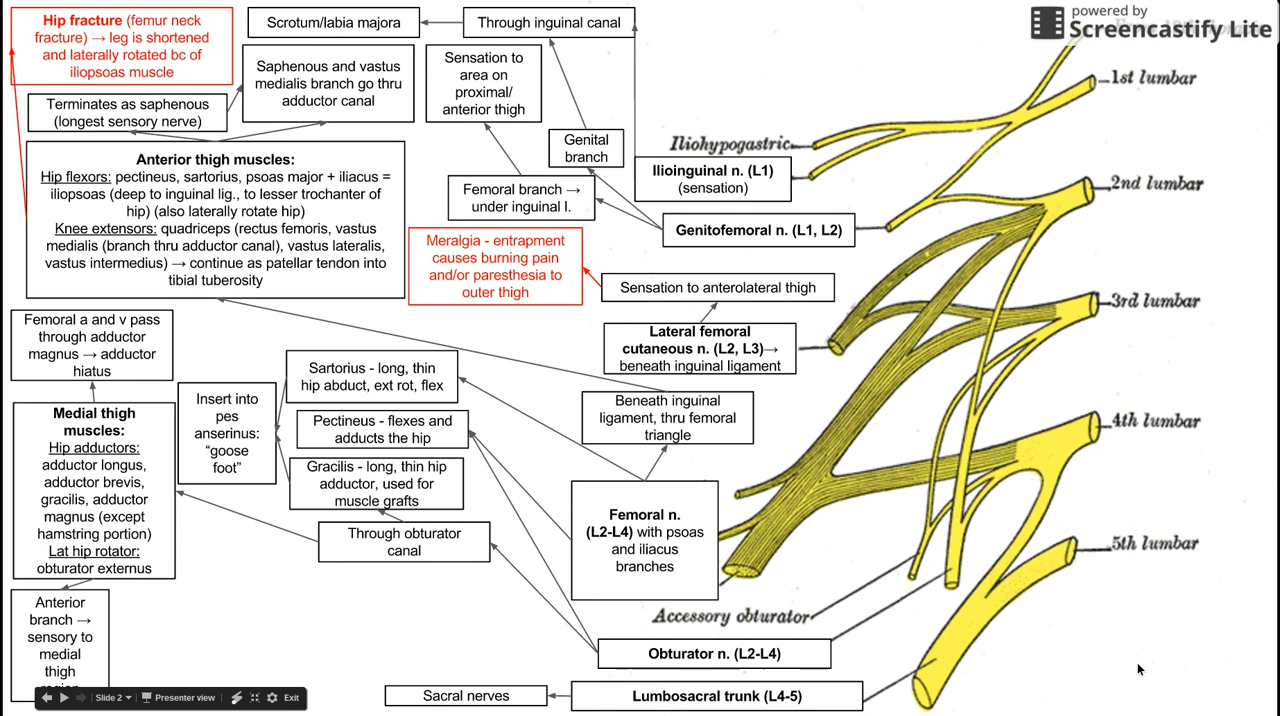 Hip fracture (femur neck
fracture) → leg is shortened
and laterally rotated bc of
iliopsoas muscle
Scrotum/labia majora
Through inguinal canal
powered by
Screencastify Lite
Saphenous and vastus
medialis branch go thru
adductor canal
Sensation to
area on
proximal/
anterior thigh
1st lumbar
Terminates as saphenous
(longest sensory nerve)
Genital
branch
Iliohypogastric
Ilioinguinal n. (L1)
(sensation)
Anterior thigh muscles:
Hip flexors: pectineus, sartorius, psoas major + iliacus =
iliopsoas (deep to inguinal lig., to lesser trochanter of
hip) (also laterally rotate hip)
Knee extensors: quadriceps (rectus femoris, vastus
medialis (branch thru adductor canal), vastus lateralis,
vastus intermedius) → continue as patellar tendon into
tibial tuberosity
Femoral branch →
under inguinal l.
2nd lumbar
Genitofemoral n. (L1, L2)
Meralgia - entrapment
causes burning pain
and/or paresthesia to
outer thigh
Sensation to anterolateral thigh
3rd lumbar
Lateral femoral
cutaneous n. (L2, L3)→
beneath inguinal ligament
Femoral a and v pass
through adductor
magnus → adductor
hiatus
Sartorius - long, thin
hip abduct, ext rot, flex
Insert into
pes
anserinus:
“goose
foot”
Pectineus - flexes and
adducts the hip
Gracilis - long, thin hip
adductor, used for
muscle grafts
Beneath inguinal
ligament, thru femoral
triangle
4th lumbar
Medial thigh
muscles:
Hip adductors:
adductor longus,
adductor brevis,
gracilis, adductor
magnus (except
hamstring portion)
Lat hip rotator:
obturator externus
Through obturator
canal
Femoral n.
(L2-L4) with psoas
and iliacus
branches
5th lumbar
Anterior
branch →
sensory to
medial
thigh
Accessory obturator
Obturator n. (L2-L4)
Sacral nerves
Lumbosacral trunk (L4-5)
Slide 2
Presenter view
Exit